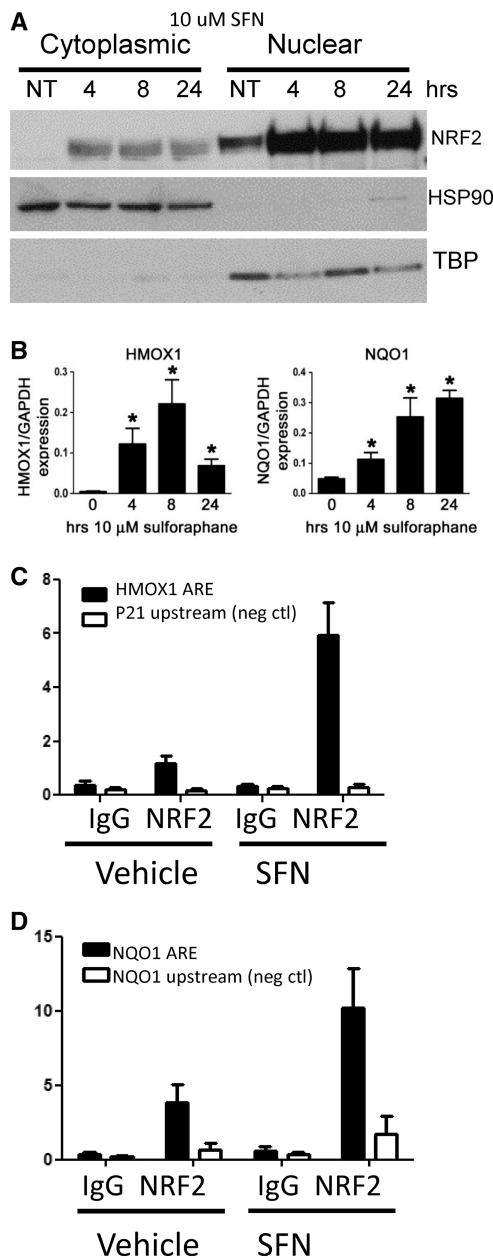 A
10 uM SFN
Cytoplasmic Nuclear
NT 4 8 24 NT 4 8 24 hrs
NRF2
HSP90
TBP
B
HMOX1
HMOX1/GAPDH
expression
0.3
0.2
0.1
0.0
* * *
0 4 8 24
hrs 10 μM sulforaphane
NQO1
NQO1/GAPDH
expression
0.4
0.3
0.2
0.1
0.0
* * *
0 4 8 24
hrs 10 μM sulforaphane
C
8
6
4
2
0
HMOX1 ARE
P21 upstream (neg ctl)
IgG NRF2 IgG NRF2
Vehicle SFN
D
15
10
5
0
NQO1 ARE
NQO1 upstream (neg ctl)
IgG NRF2 IgG NRF2
Vehicle SFN